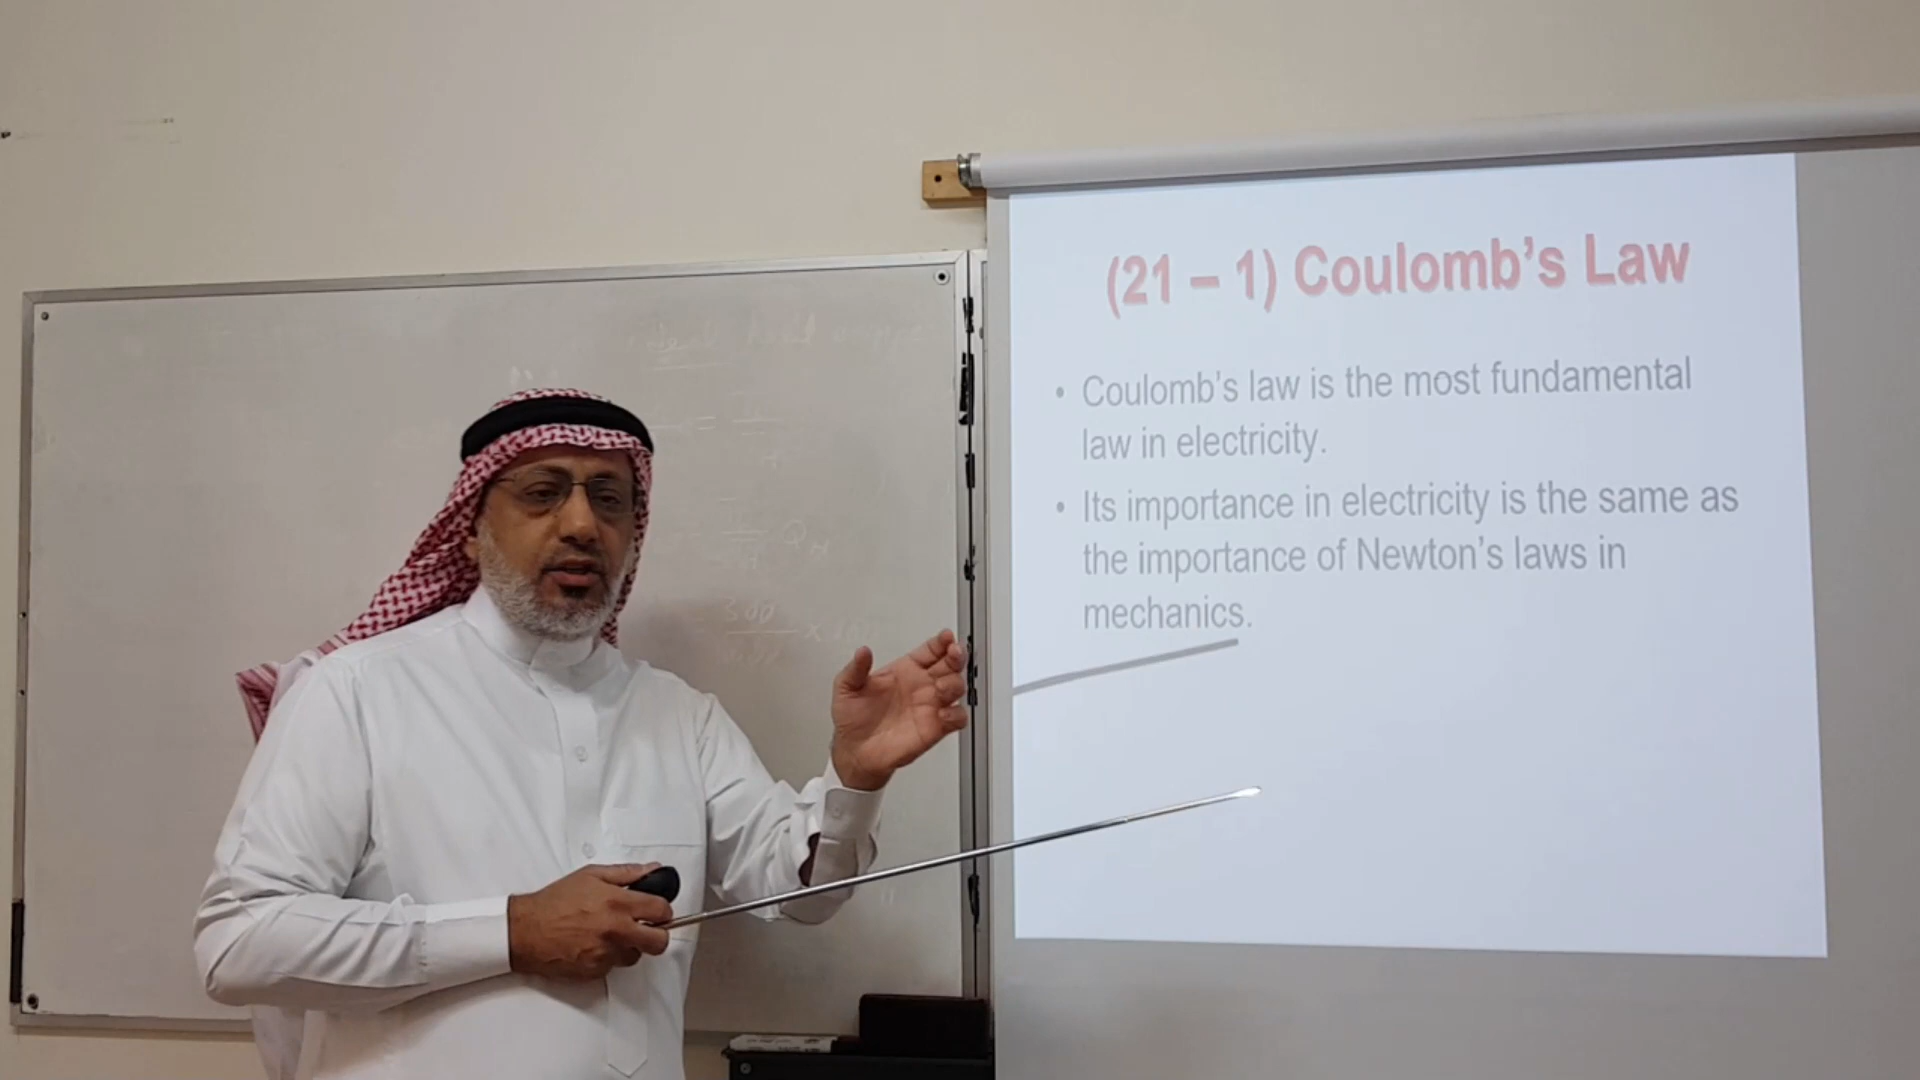 (21 – 1) Coulomb’s Law
• Coulomb’s law is the most fundamental
law in electricity.
• Its importance in electricity is the same as
the importance of Newton’s laws in
mechanics.